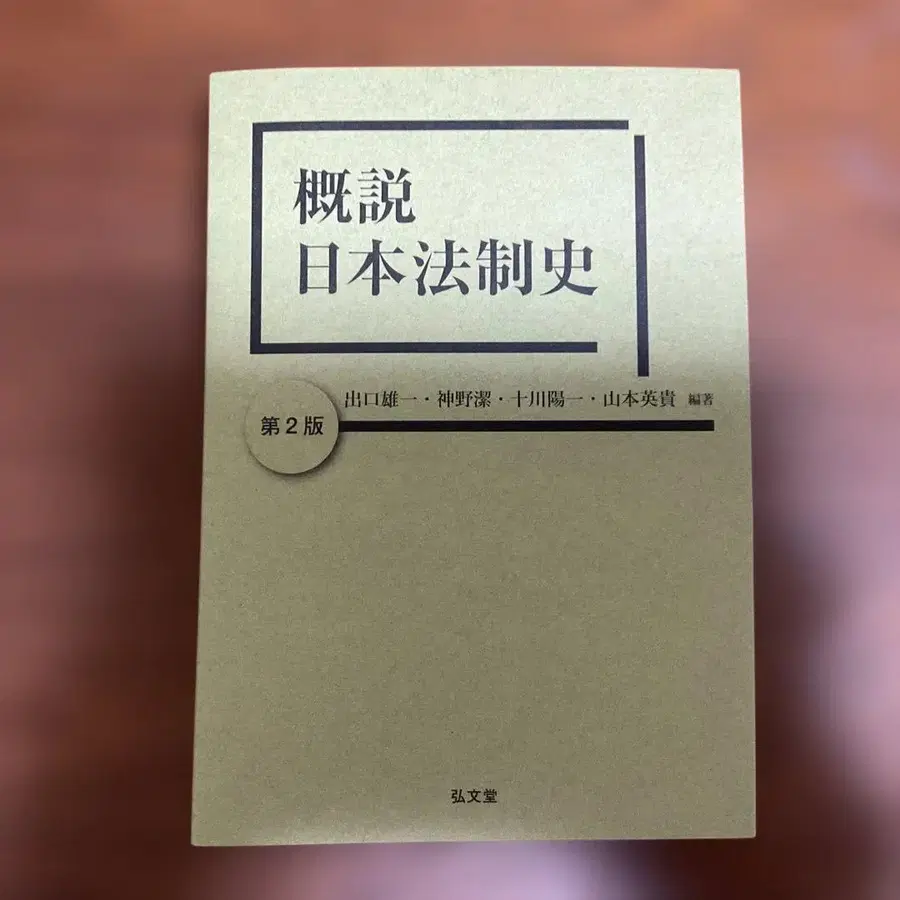 概説
日本法制史
出口雄一・神野潔・十川陽一・山本英貴 編著
第2版
弘文堂